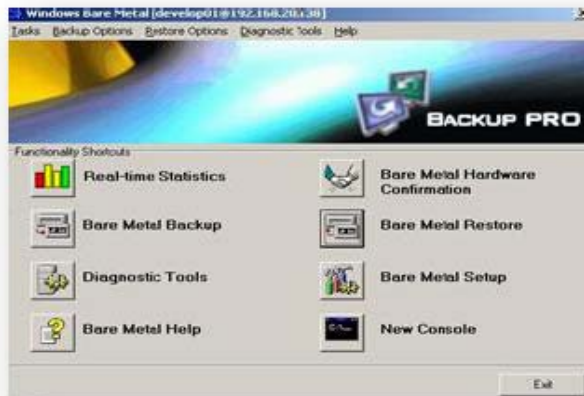 Windows Bare Metal [develop01@192.168.20.138]
Tasks Backup Options Restore Options Diagnostic Tools Help
BACKUP PRO
Functionality Shortcuts
Real-time Statistics
Bare Metal Hardware
Confirmation
Bare Metal Backup
Bare Metal Restore
Diagnostic Tools
Bare Metal Setup
Bare Metal Help
New Console
Exit